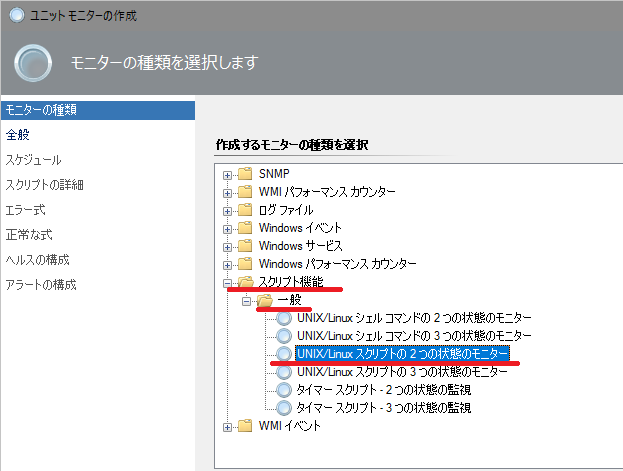 ユニット モニターの作成
モニターの種類を選択します
モニターの種類
全般
スケジュール
スクリプトの詳細
エラー式
正常な式
ヘルスの構成
アラートの構成
作成するモニターの種類を選択
SNMP
WMI パフォーマンス カウンター
ログ ファイル
Windows イベント
Windows サービス
Windows パフォーマンス カウンター
スクリプト機能
一般
UNIX/Linux シェル コマンドの 2 つの状態のモニター
UNIX/Linux シェル コマンドの 3 つの状態のモニター
UNIX/Linux スクリプトの 2 つの状態のモニター
UNIX/Linux スクリプトの 3 つの状態のモニター
タイマー スクリプト - 2 つの状態の監視
タイマー スクリプト - 3 つの状態の監視
WMI イベント